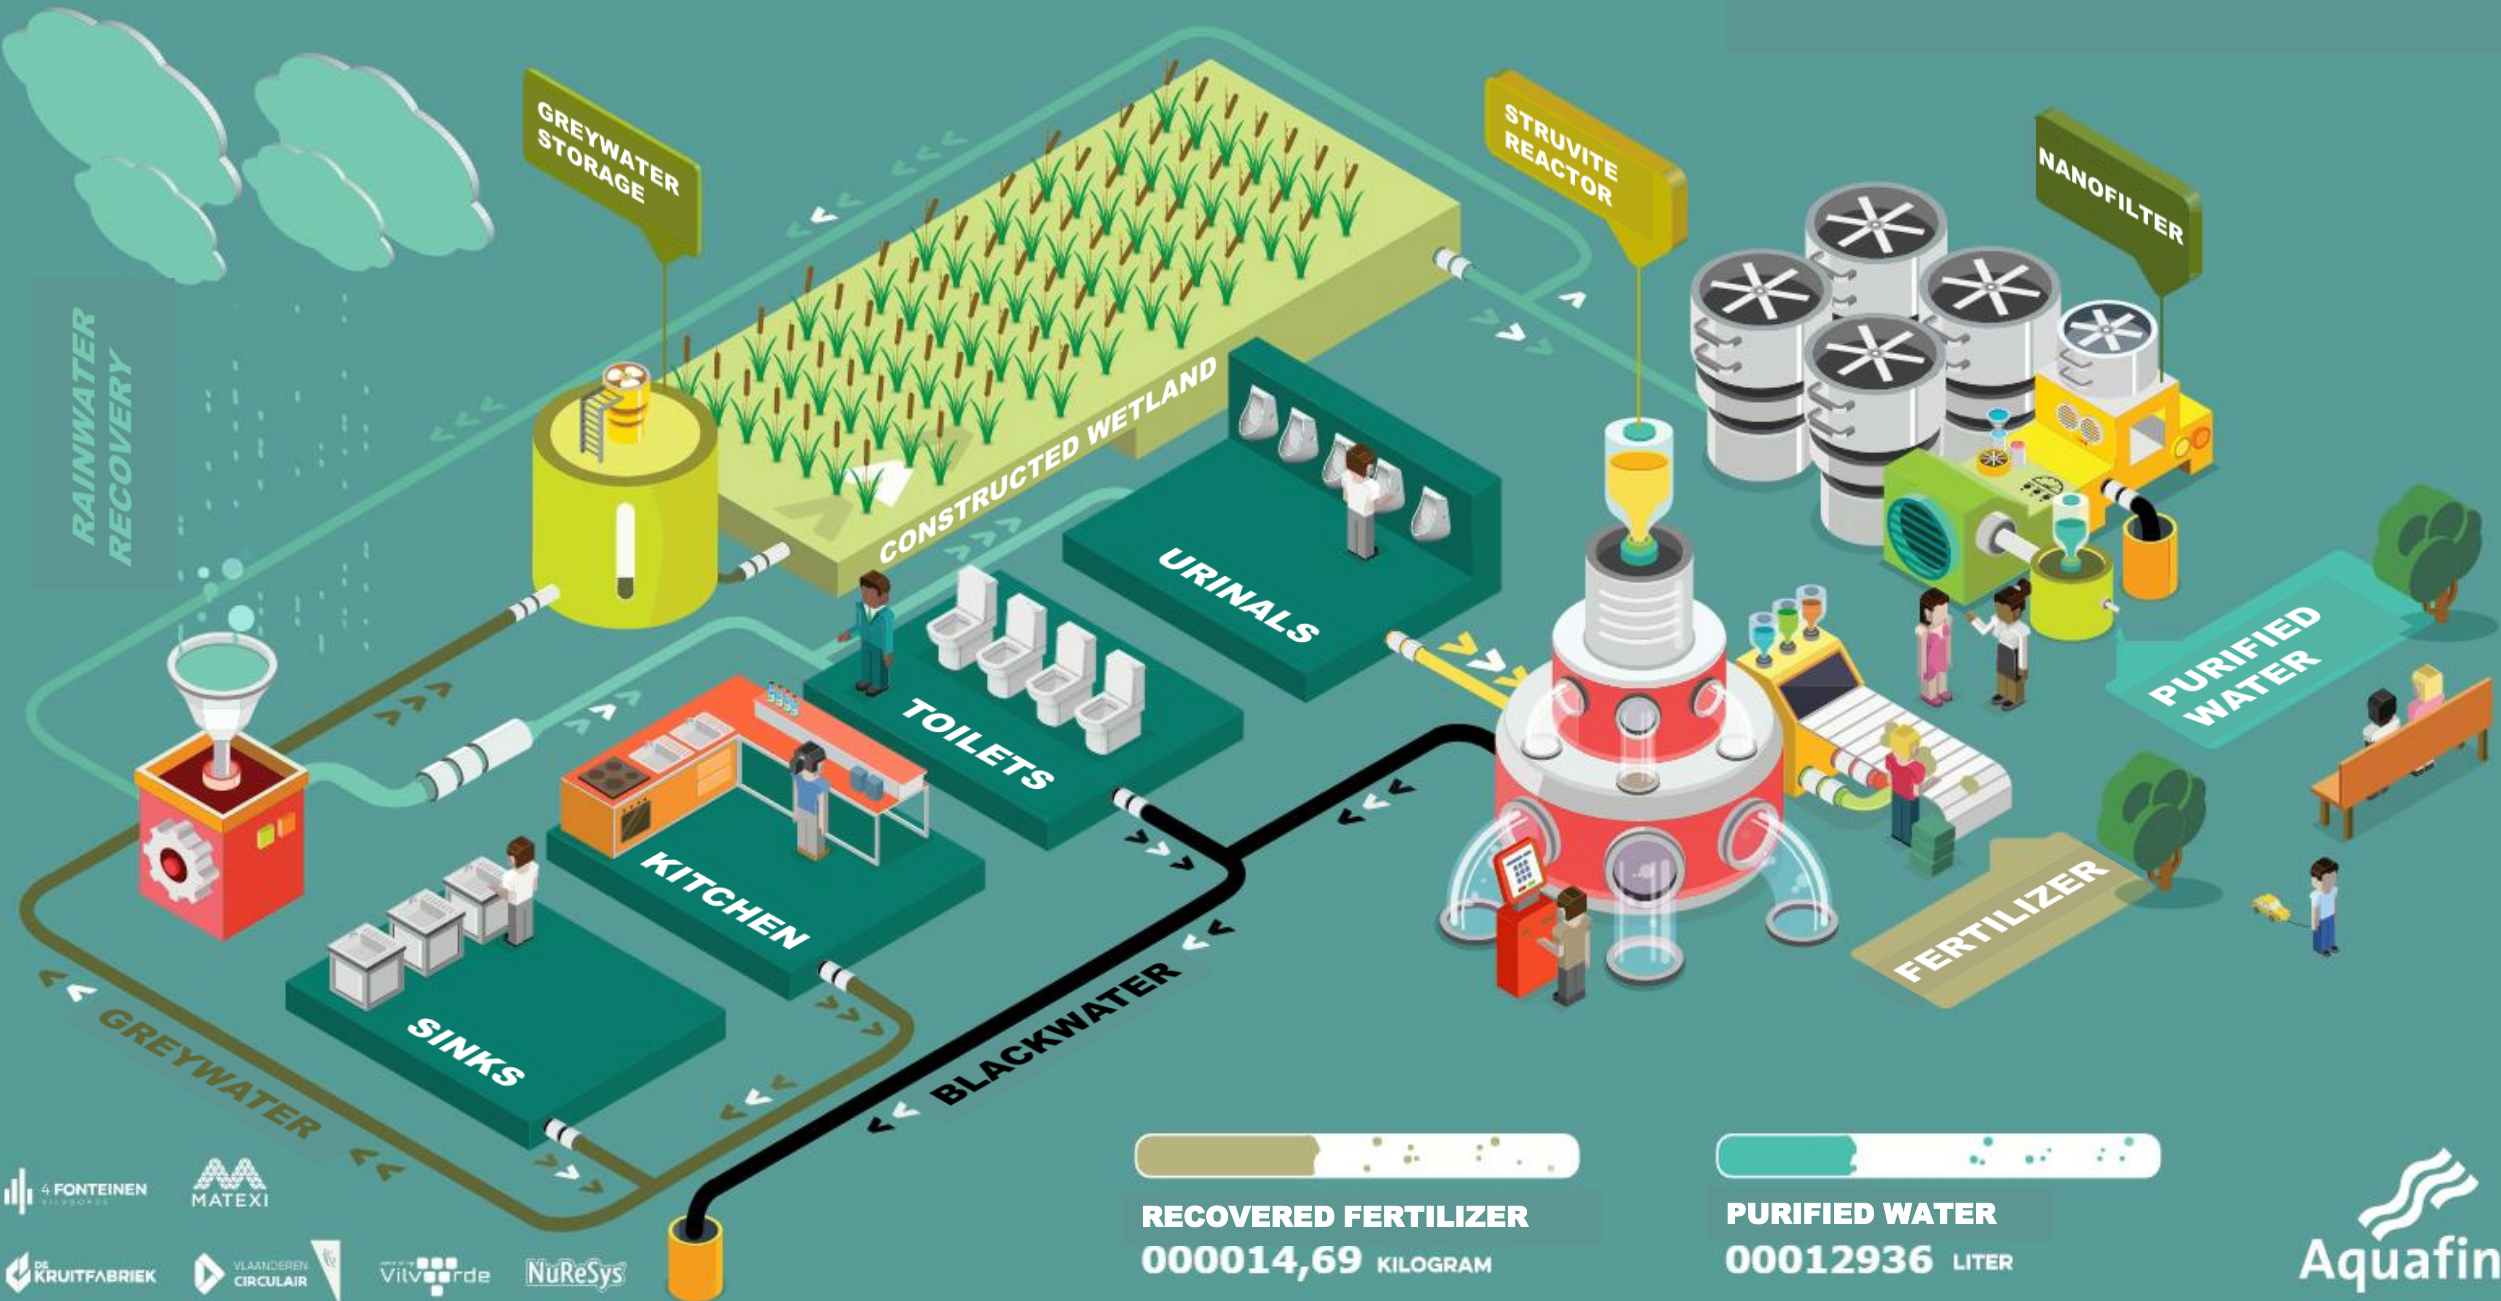 GREYWATER
STORAGE
STRUVITE
REACTOR
NANOFILTER
RAINWATER
RECOVERY
CONSTRUCTED WETLAND
URINALS
TOILETS
KITCHEN
SINKS
GREYWATER
BLACKWATER
PURIFIED
WATER
FERTILIZER
4 FONTEINEN
MATEXI
DE
KRUITFABRIEK
VLAANDEREN
CIRCULAIR
Vilvoorde
NuReSys
RECOVERED FERTILIZER
000014,69 KILOGRAM
PURIFIED WATER
00012936 LITER
Aquafin